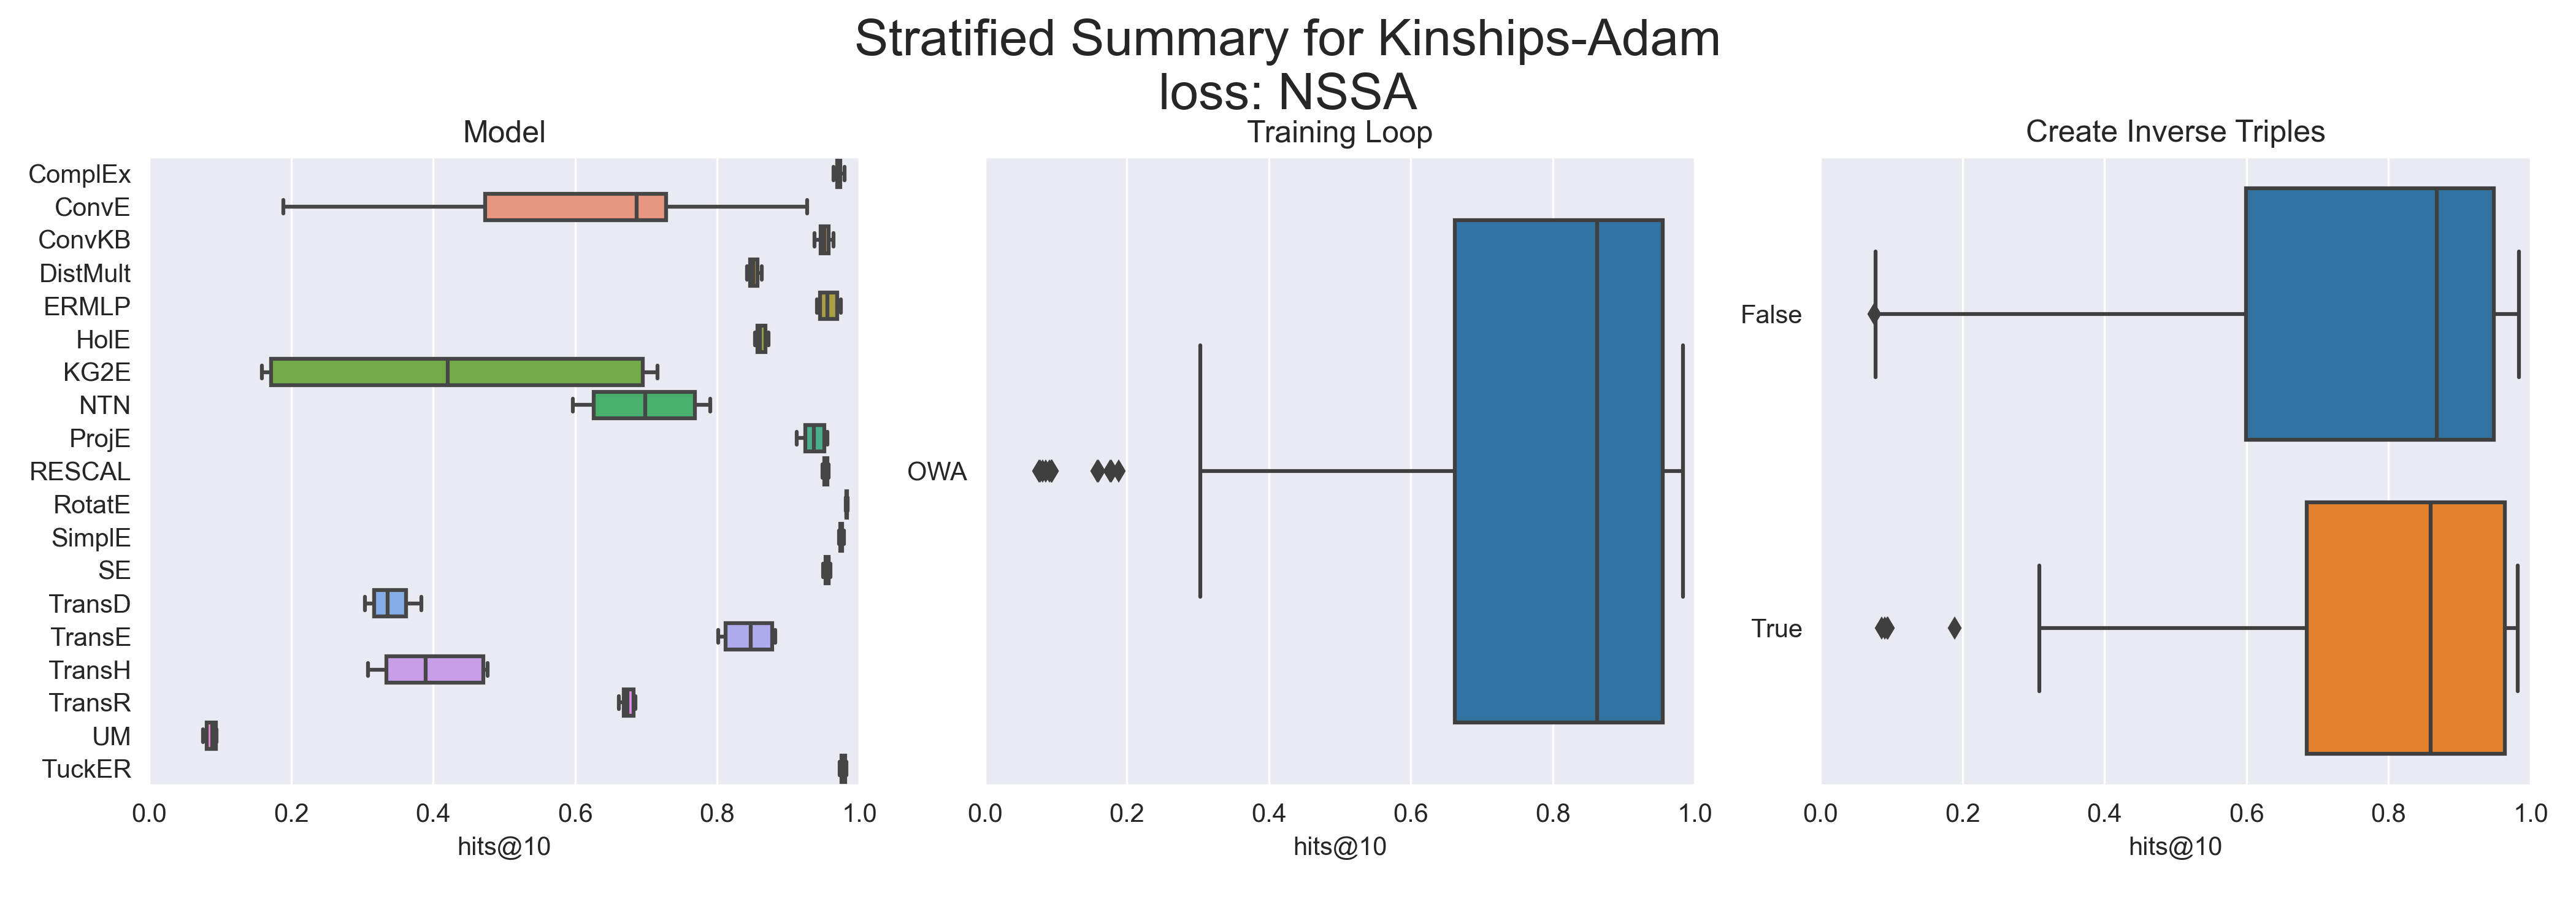 Stratified Summary for Kinships-Adam
loss: NSSA
Model
ComplEx
ConvE
ConvKB
DistMult
ERMLP
HolE
KG2E
NTN
ProjE
RESCAL
RotatE
SimplE
SE
TransD
TransE
TransH
TransR
UM
TuckER
0.0 0.2 0.4 0.6 0.8 1.0
hits@10
Training Loop
OWA
0.0 0.2 0.4 0.6 0.8 1.0
hits@10
Create Inverse Triples
False
True
0.0 0.2 0.4 0.6 0.8 1.0
hits@10